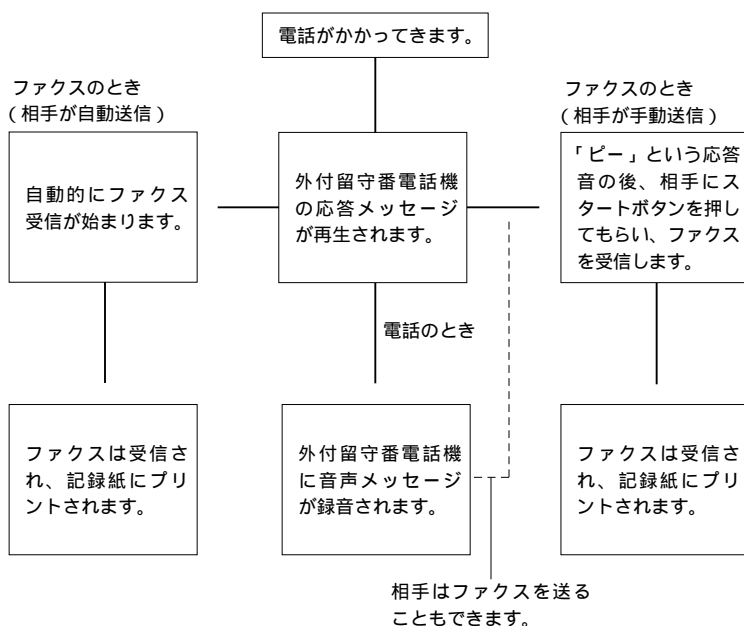 電話がかかってきます。
ファクスのとき
(相手が自動送信)
ファクスのとき
(相手が手動送信)
自動的にファクス
受信が始まります。
外付留守番電話機
の応答メッセージ
が再生されます。
「ピー」という応答
音の後、相手にス
タートボタンを押し
てもらい、ファクス
を受信します。
電話のとき
ファクスは受信さ
れ、記録紙にプリ
ントされます。
外付留守番電話機
に音声メッセージ
が録音されます。
ファクスは受信さ
れ、記録紙にプリ
ントされます。
相手はファクスを送る
こともできます。